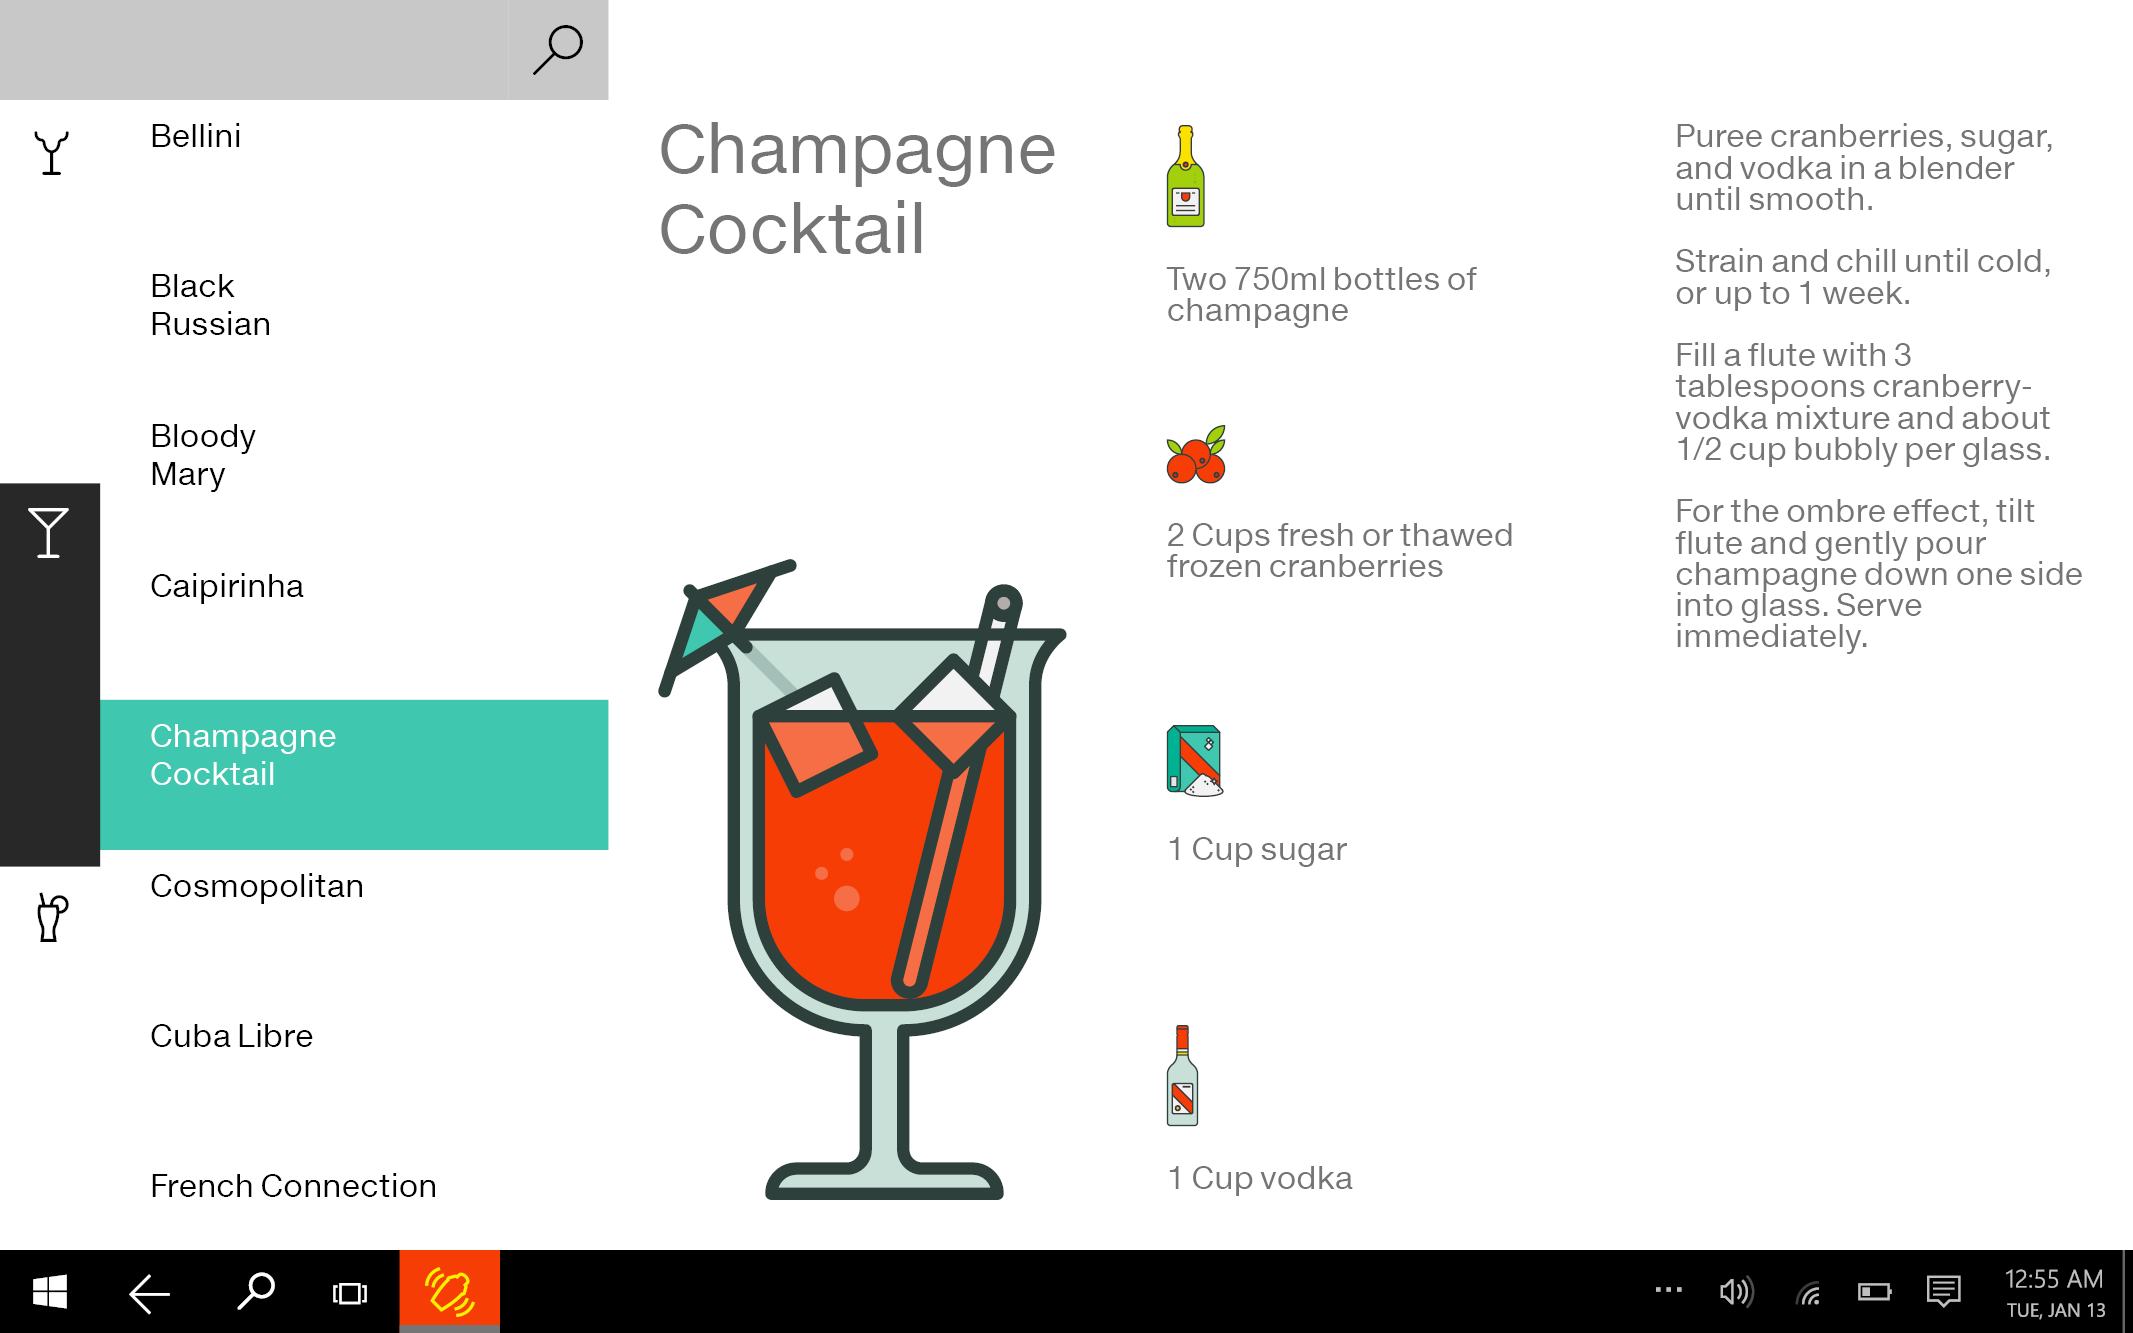 Bellini
Black
Russian
Bloody
Mary
Caipirinha
Champagne
Cocktail
Cosmopolitan
Cuba Libre
French Connection
Champagne
Cocktail
Two 750ml bottles of
champagne
2 Cups fresh or thawed
frozen cranberries
1 Cup sugar
1 Cup vodka
Puree cranberries, sugar,
and vodka in a blender
until smooth.
Strain and chill until cold,
or up to 1 week.
Fill a flute with 3
tablespoons cranberry-
vodka mixture and about
1/2 cup bubbly per glass.
For the ombre effect, tilt
flute and gently pour
champagne down one side
into glass. Serve
immediately.
12:55 AM
TUE, JAN 13